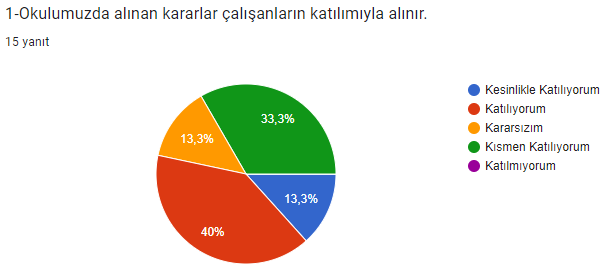 1-Okulumuzda alınan kararlar çalışanların katılımıyla alınır.
15 yanıt
33,3%
13,3%
13,3%
40%
Kesinlikle Katılıyorum
Katılıyorum
Kararsızım
Kısmen Katılıyorum
Katılmıyorum